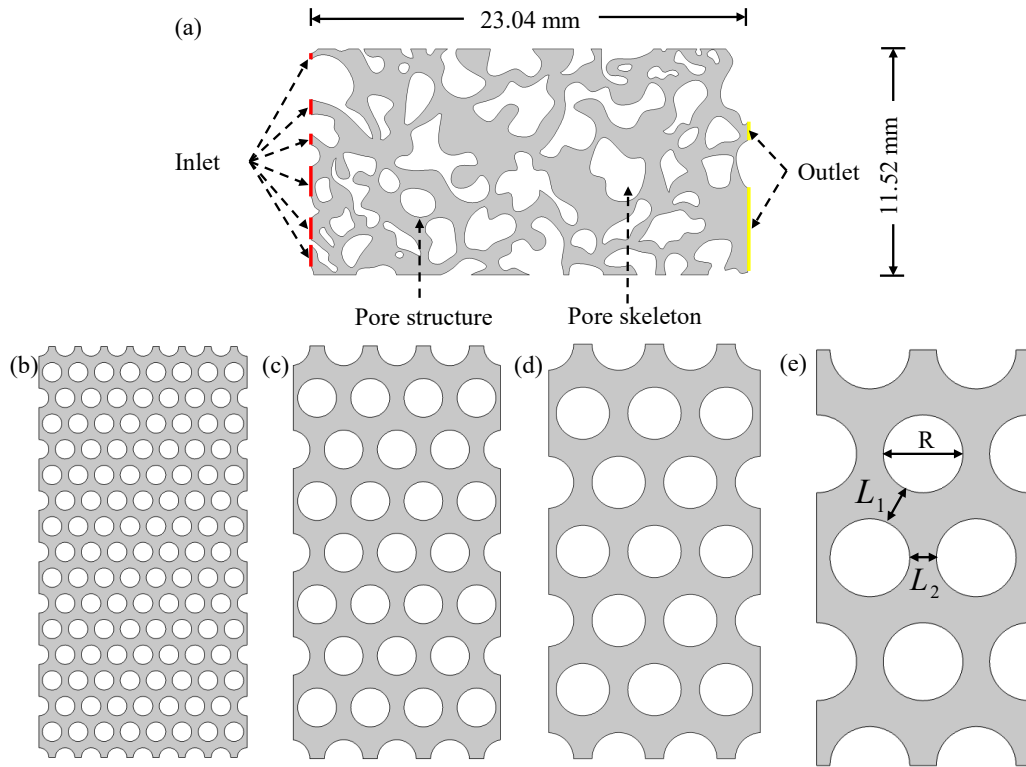 (a)
23.04 mm
Inlet
Outlet
11.52 mm
Pore structure
Pore skeleton
(b)
(c)
(d)
(e)
R
L1
L2